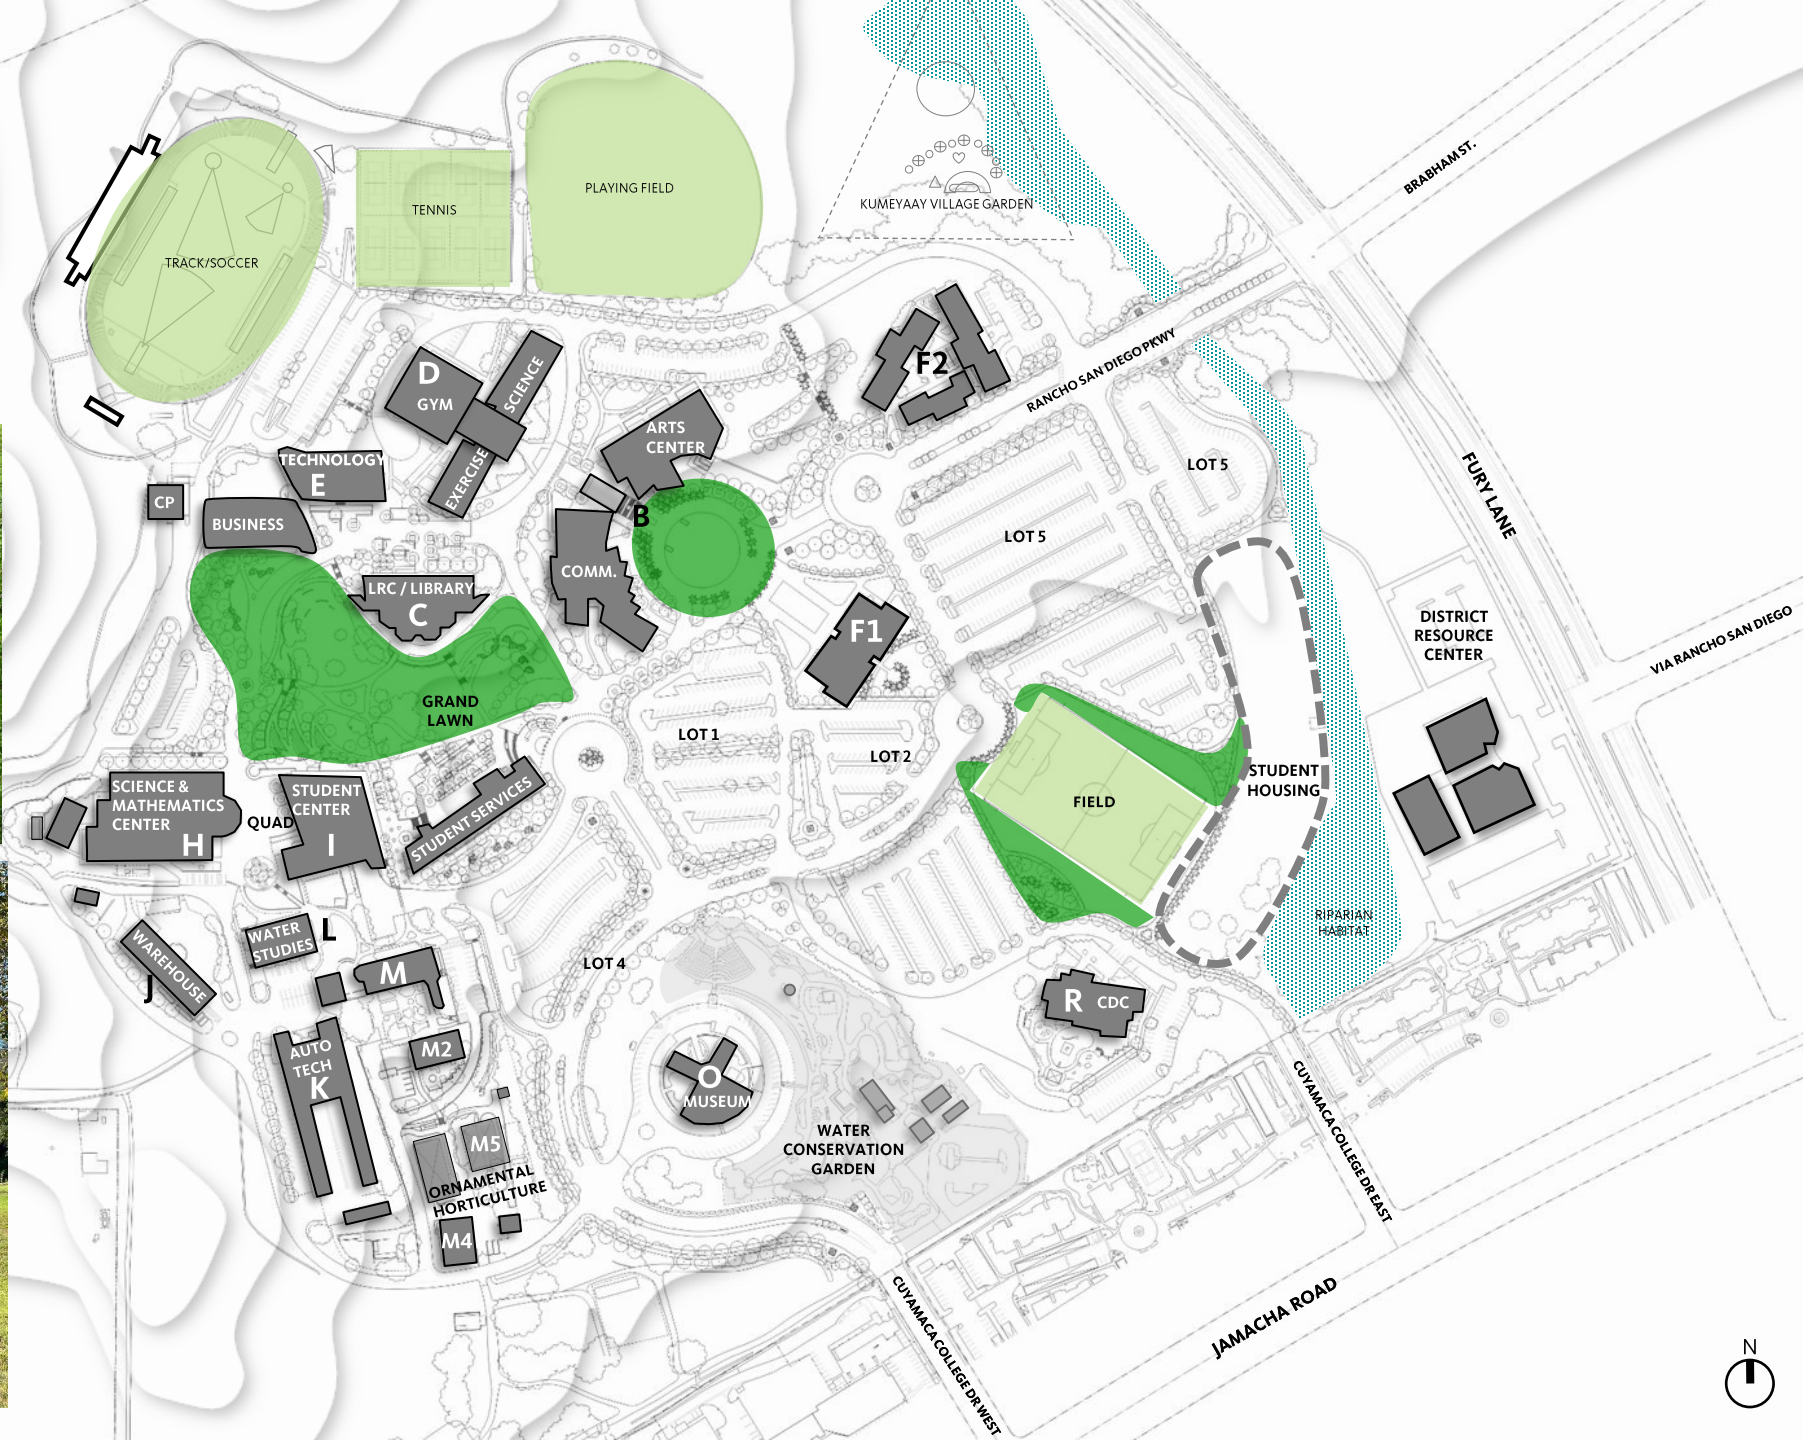 PLAYING FIELD
TENNIS
TRACK/SOCCER
KUMEYAAY VILLAGE GARDEN
BRABHAM ST.
RANCHO SAN DIEGO PKWY
FURY LANE
VIA RANCHO SAN DIEGO
F2
D
GYM
SCIENCE
EXERCISE
ARTS
CENTER
TECHNOLOGY
E
CP
BUSINESS
B
LOT 5
LOT 5
COMM.
LRC / LIBRARY
C
F1
DISTRICT
RESOURCE
CENTER
GRAND
LAWN
LOT 1
LOT 2
STUDENT
HOUSING
FIELD
SCIENCE &
MATHEMATICS
CENTER
H
QUAD
STUDENT
CENTER
I
STUDENT SERVICES
RIPARIAN
HABITAT
WATER
STUDIES
L
WAREHOUSE
J
M
LOT 4
R
CDC
AUTO
TECH
K
M2
O
MUSEUM
M5
WATER
CONSERVATION
GARDEN
ORNAMENTAL
HORTICULTURE
M4
CUYAMACA COLLEGE DR EAST
CUYAMACA COLLEGE DR WEST
JAMACHA ROAD
N